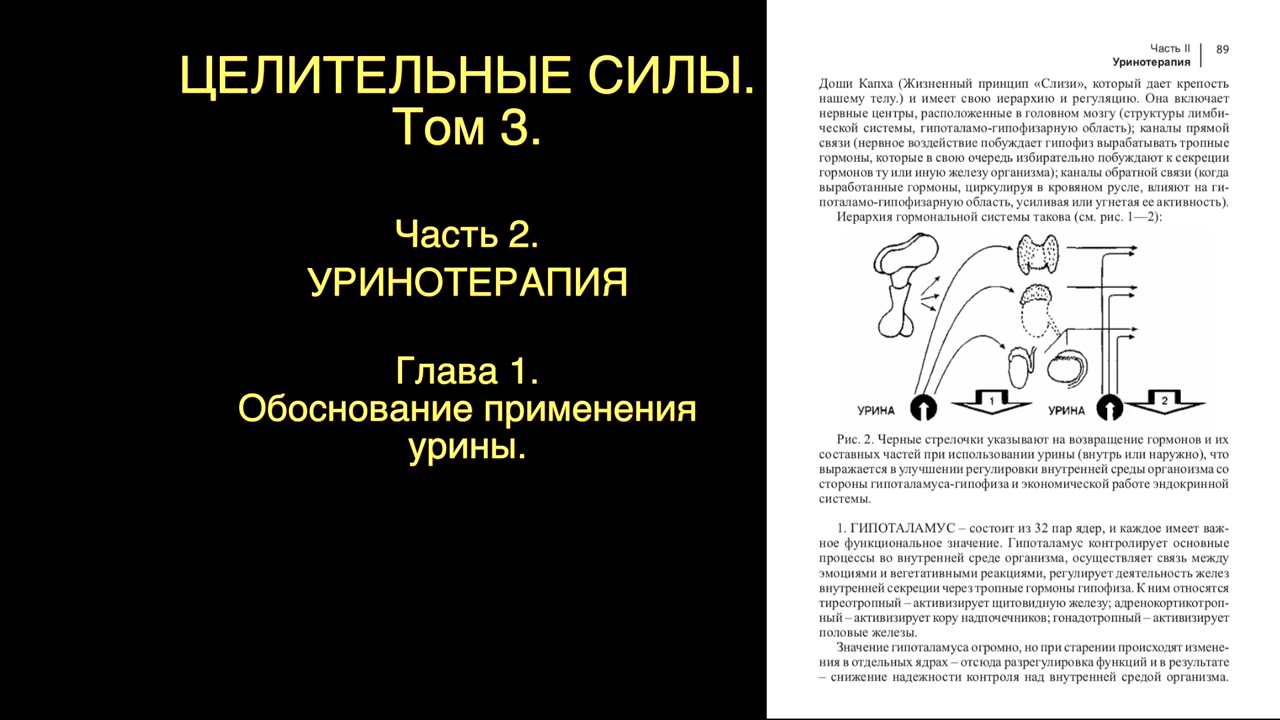 ЦЕЛИТЕЛЬНЫЕ СИЛЫ.
Том 3.
Часть 2.
УРИНОТЕРАПИЯ
Глава 1.
Обоснование применения
урины.
Часть II
89
Уринотерапия
Доши Капха (Жизненный принцип «Слизи», который дает крепость
нашему телу.) и имеет свою иерархию и регуляцию. Она включает
нервные центры, расположенные в головном мозгу (структуры лимби-
ческой системы, гипоталамо-гипофизарную область); каналы прямой
связи (нервное воздействие побуждает гипофиз вырабатывать тропные
гормоны, которые в свою очередь избирательно побуждают к секреции
гормонов ту или иную железу организма); каналы обратной связи (когда
выработанные гормоны, циркулируя в кровяном русле, влияют на ги-
поталамо-гипофизарную область, усиливая или угнетая ее активность).
Иерархия гормональной системы такова (см. рис. 1—2):
УРИНА
1
УРИНА
2
Рис. 2. Черные стрелочки указывают на возвращение гормонов и их
составных частей при использовании урины (внутрь или наружно), что
выражается в улучшении регулировки внутренней среды органоизма со
стороны гипоталамуса-гипофиза и экономической работе эндокринной
системы.
1. ГИПОТАЛАМУС – состоит из 32 пар ядер, и каждое имеет важ-
ное функциональное значение. Гипоталамус контролирует основные
процессы во внутренней среде организма, осуществляет связь между
эмоциями и вегетативными реакциями, регулирует деятельность желез
внутренней секреции через тропные гормоны гипофиза. К ним относятся
тиреотропный – активизирует щитовидную железу; адренокортикотроп-
ный – активизирует кору надпочечников; гонадотропный – активизирует
половые железы.
Значение гипоталамуса огромно, но при старении происходят измене-
ния в отдельных ядрах – отсюда разрегулировка функций и в результате
– снижение надежности контроля над внутренней средой организма.